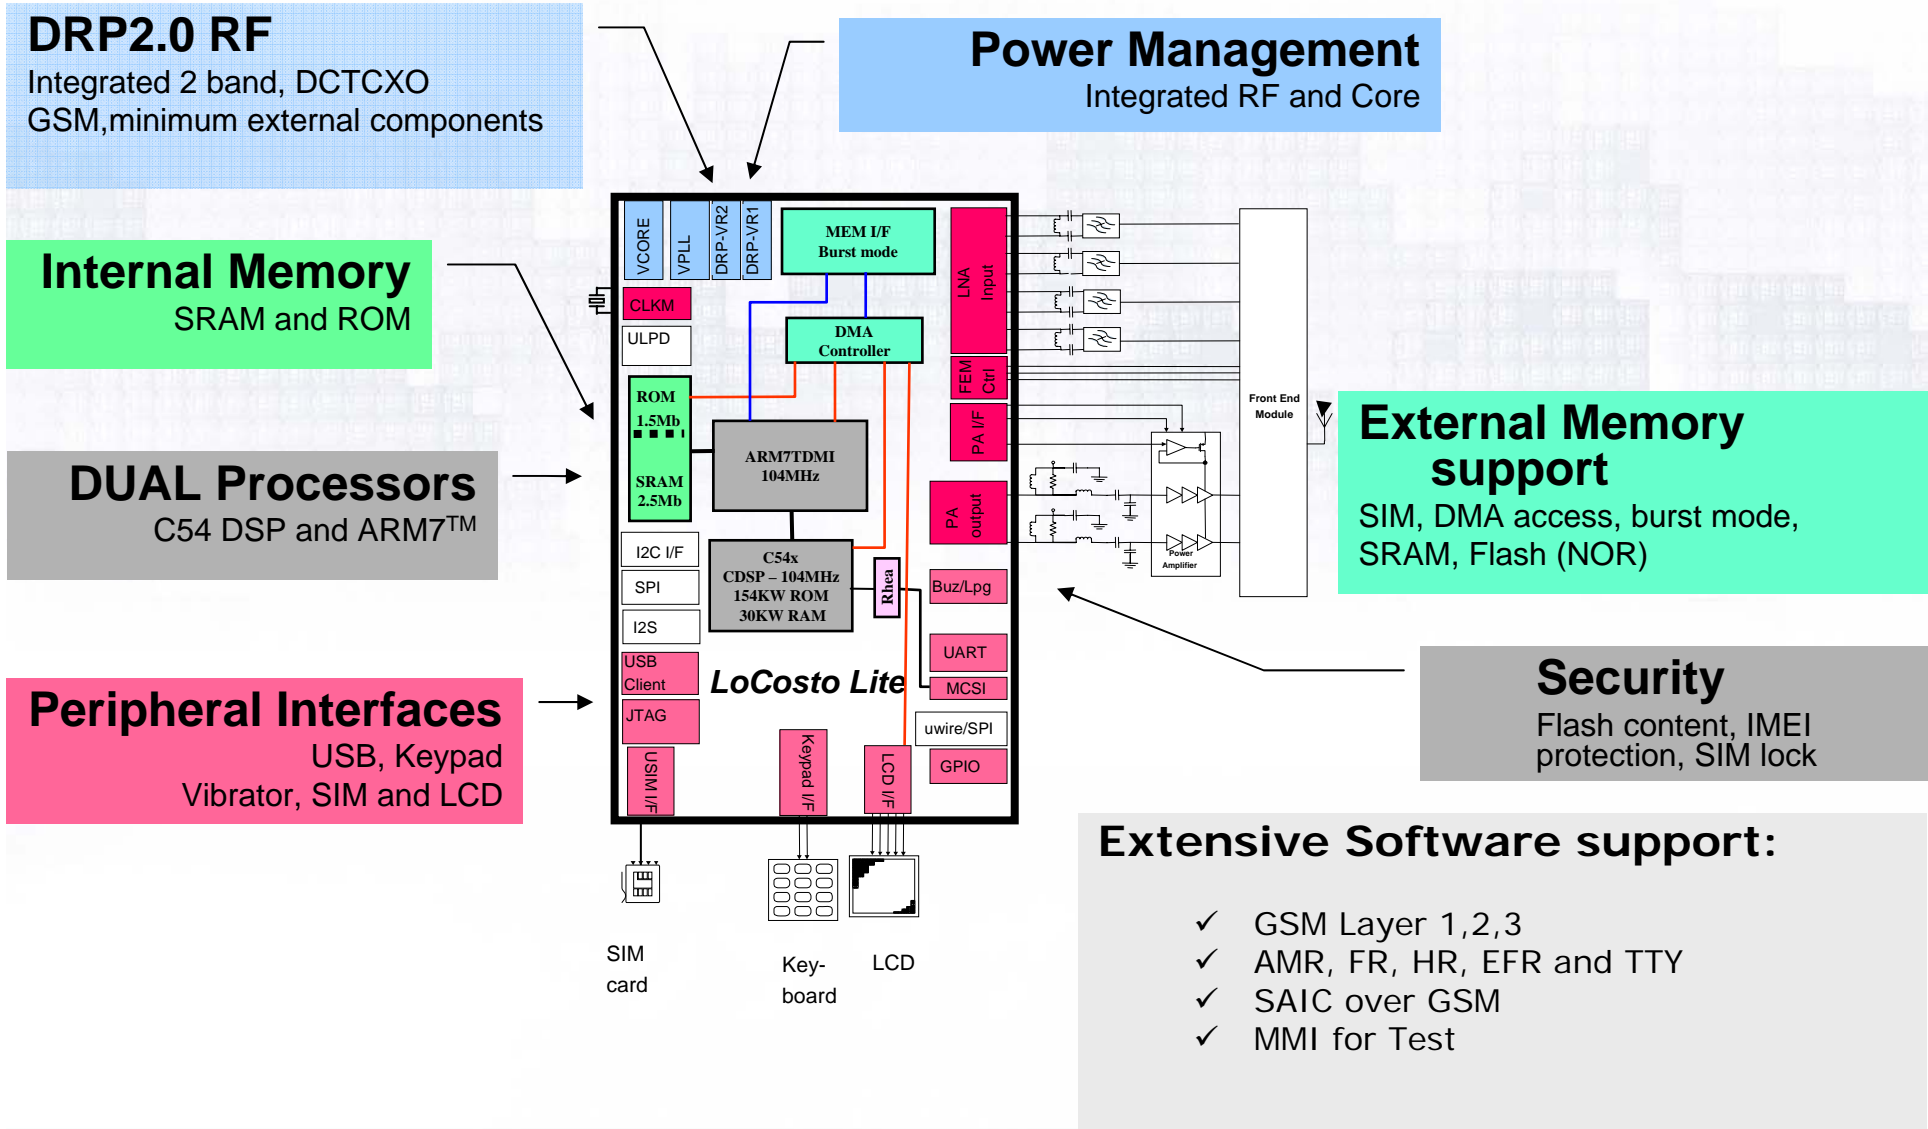 DRP2.0 RF
Integrated 2 band, DCTCXO
GSM,minimum external components
Power Management
Integrated RF and Core
Internal Memory
SRAM and ROM
DUAL Processors
C54 DSP and ARM7TM
Peripheral Interfaces
USB, Keypad
Vibrator, SIM and LCD
VCORE
VPLL
DRP-VR2
DRP-VR1
MEM I/F
Burst mode
LNA
Input
CLKM
ULPD
DMA
Controller
FEM
Ctrl
ROM
1.5Mb
SRAM
2.5Mb
ARM7TDMI
104MHz
PA I/F
PA
output
I2C I/F
SPI
I2S
C54x
CDSP – 104MHz
154KW ROM
30KW RAM
Rhea
Buz/Lpg
USB
Client
LoCosto Lite
UART
MCSI
JTAG
uwire/SPI
USIM I/F
Keypad I/F
LCD I/F
GPIO
SIM
card
Key-
board
LCD
Front End
Module
Power
Amplifier
External Memory
support
SIM, DMA access, burst mode,
SRAM, Flash (NOR)
Security
Flash content, IMEI
protection, SIM lock
Extensive Software support:
✓ GSM Layer 1,2,3
✓ AMR, FR, HR, EFR and TTY
✓ SAIC over GSM
✓ MMI for Test